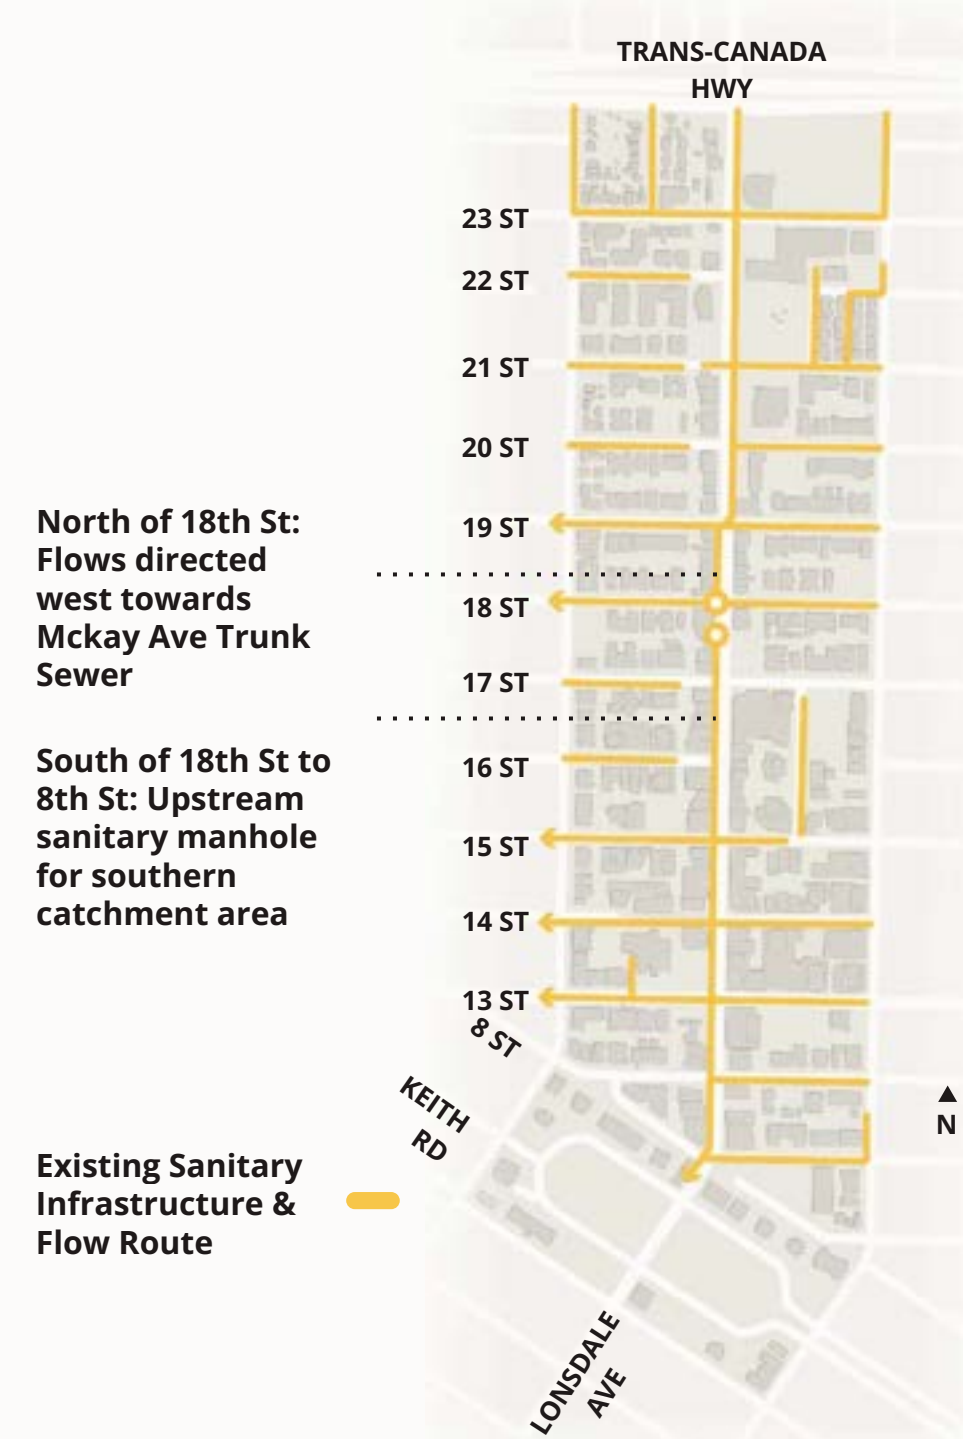 TRANS-CANADA
HWY
23 ST
22 ST
21 ST
20 ST
19 ST
18 ST
17 ST
16 ST
15 ST
14 ST
13 ST
8 ST
KEITH
RD
LONSDALE
AVE
N
North of 18th St:
Flows directed
west towards
Mckay Ave Trunk
Sewer
South of 18th St to
8th St: Upstream
sanitary manhole
for southern
catchment area
Existing Sanitary
Infrastructure &
Flow Route